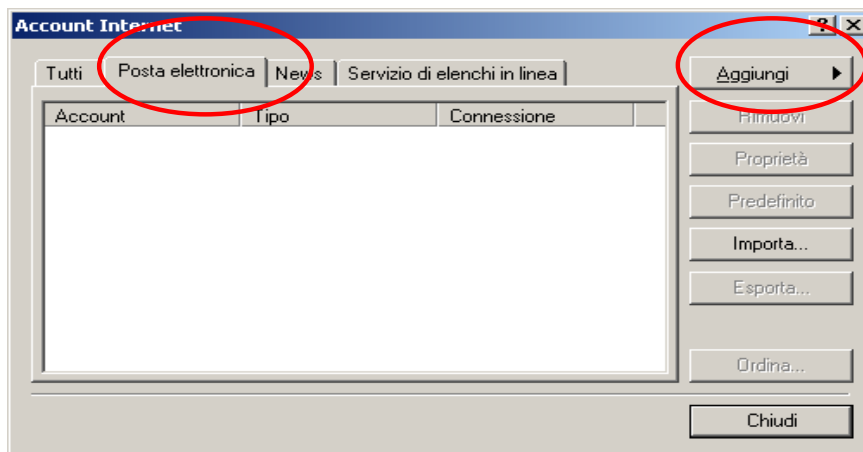 Account Internet
Tutti Posta elettronica News Servizio di elenchi in linea
Aggiungi
Account Tipo Connessione
Rimuovi
Proprietà
Predefinito
Importa...
Esporta...
Ordina...
Chiudi